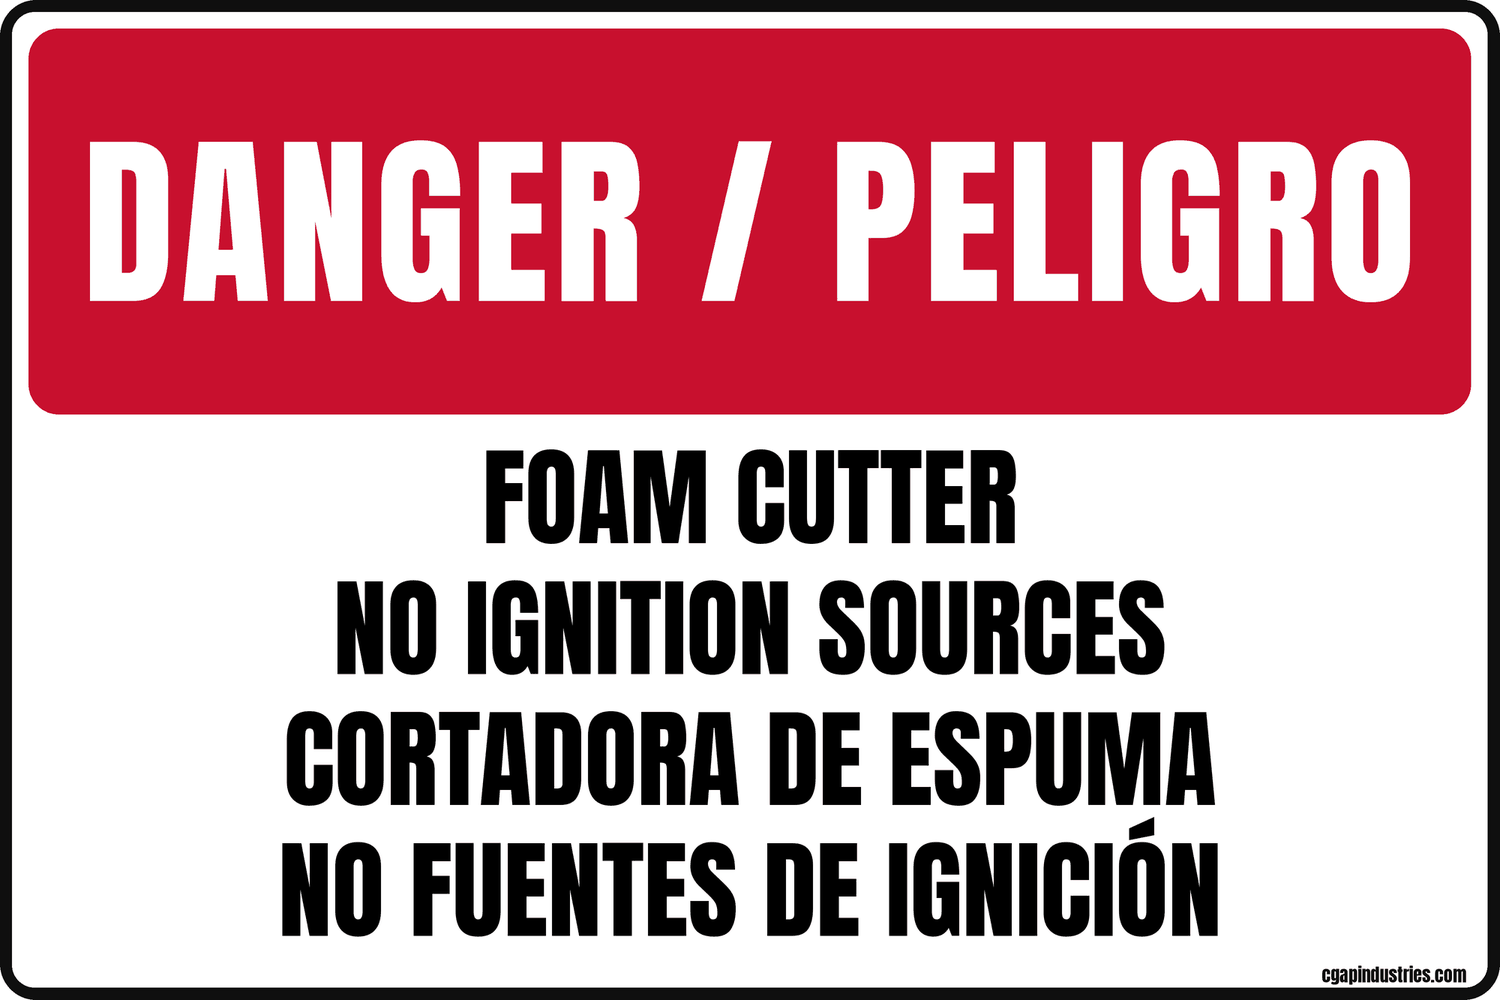 DANGER / PELIGRO
FOAM CUTTER
NO IGNITION SOURCES
CORTADORA DE ESPUMA
NO FUENTES DE IGNICIÓN
cgapindustries.com